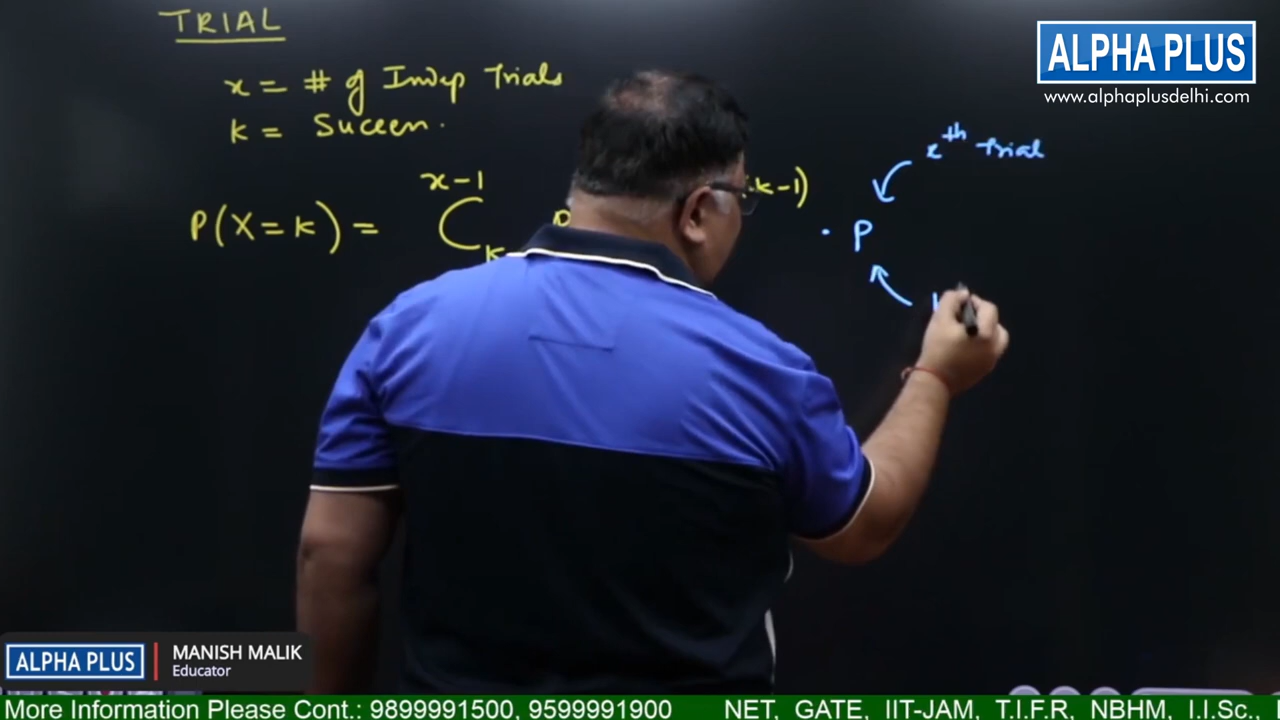 TRIAL
ALPHA PLUS
www.alphaplusdelhi.com
x = # of Indep Trials
k = Success.
xth Trial
P(X=k) = x-1 C k P k-1) . P
ALPHA PLUS
MANISH MALIK
Educator
More Information Please Cont.: 9899991500, 9599991900 NET, GATE, IIT-JAM, T.I.F.R, NBHM, I.I.Sc.,